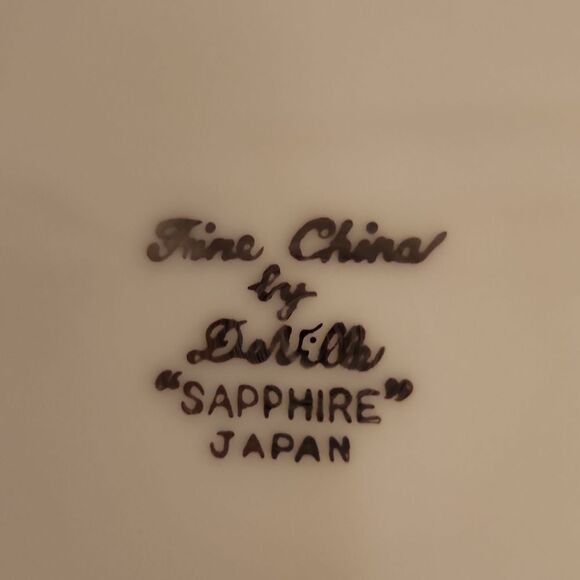 Fine China
by
DeVille
“SAPPHIRE”
JAPAN